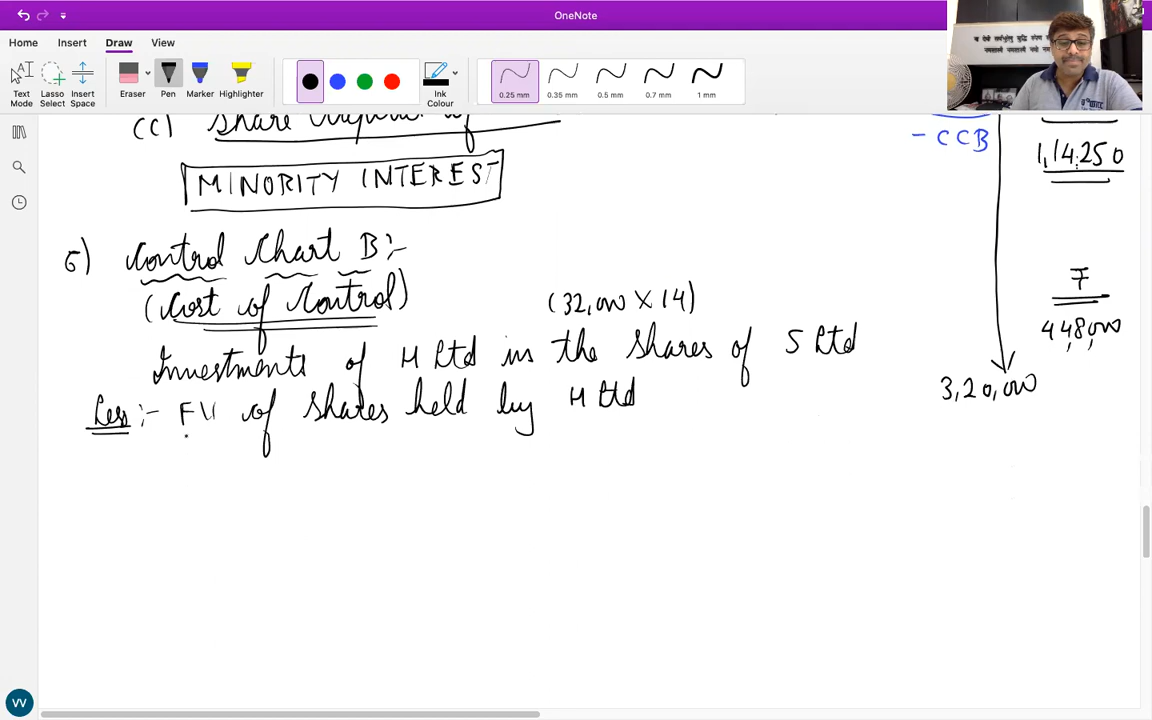 OneNote
Home Insert Draw View
Text Mode
Lasso Select
Insert Space
Eraser
Pen
Marker
Highlighter
Ink Colour
0.25 mm
0.35 mm
0.5 mm
0.7 mm
1 mm
(C) Share of
- CCB
1,14,250
MINORITY INTEREST
5) Control Chart B:-
(Cost of Control)
7
(32,000 X 14)
4,48,000
Investments of H Ltd in the shares of S Ltd
3,20,000
Less:- FV of shares held by H Ltd
VV